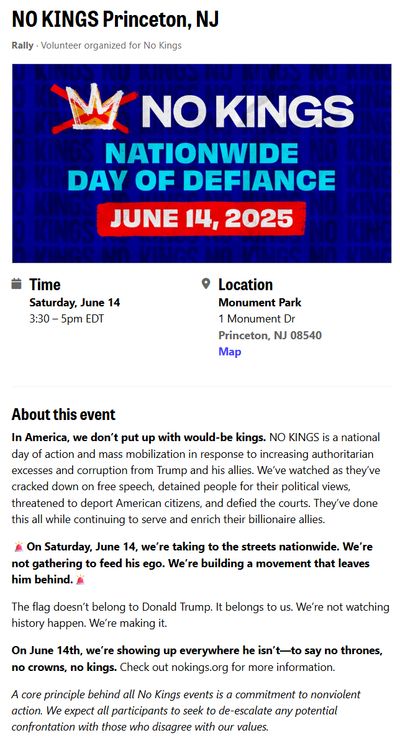 NO KINGS Princeton, NJ
Rally · Volunteer organized for No Kings
NO KINGS
NATIONWIDE
DAY OF DEFIANCE
JUNE 14, 2025
Time
Saturday, June 14
3:30 – 5pm EDT
Location
Monument Park
1 Monument Dr
Princeton, NJ 08540
Map
About this event
In America, we don’t put up with would-be kings. NO KINGS is a national
day of action and mass mobilization in response to increasing authoritarian
excesses and corruption from Trump and his allies. We’ve watched as they’ve
cracked down on free speech, detained people for their political views,
threatened to deport American citizens, and defied the courts. They’ve done
this all while continuing to serve and enrich their billionaire allies.
🚨On Saturday, June 14, we’re taking to the streets nationwide. We’re
not gathering to feed his ego. We’re building a movement that leaves
him behind.🚨
The flag doesn’t belong to Donald Trump. It belongs to us. We’re not watching
history happen. We’re making it.
On June 14th, we’re showing up everywhere he isn’t—to say no thrones,
no crowns, no kings. Check out nokings.org for more information.
A core principle behind all No Kings events is a commitment to nonviolent
action. We expect all participants to seek to de-escalate any potential
confrontation with those who disagree with our values.